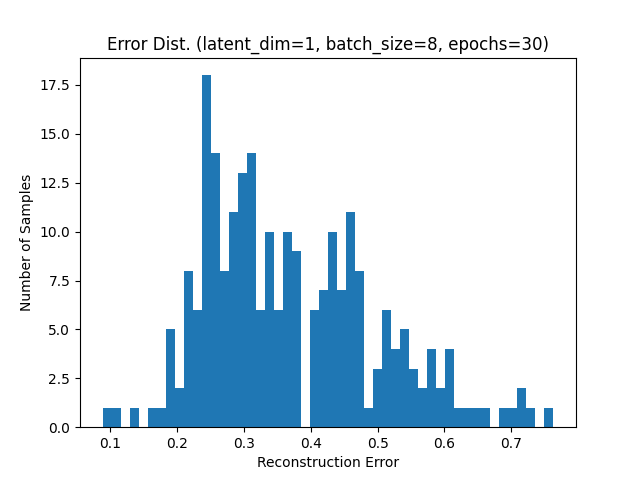 Error Dist. (latent_dim=1, batch_size=8, epochs=30)
17.5
15.0
12.5
10.0
7.5
5.0
2.5
0.0
Number of Samples
0.1 0.2 0.3 0.4 0.5 0.6 0.7
Reconstruction Error